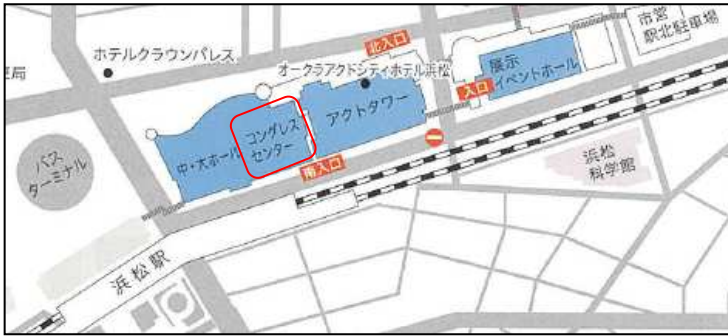 市営
駅北駐車場
北入口
ホテルクラウンパレス
展示
イベントホール
オークラアクトシティホテル浜松
入口
局
アクトタワー
コングレス
センター
中・大ホール
バス
ターミナル
南入口
浜松
科学館
浜松駅